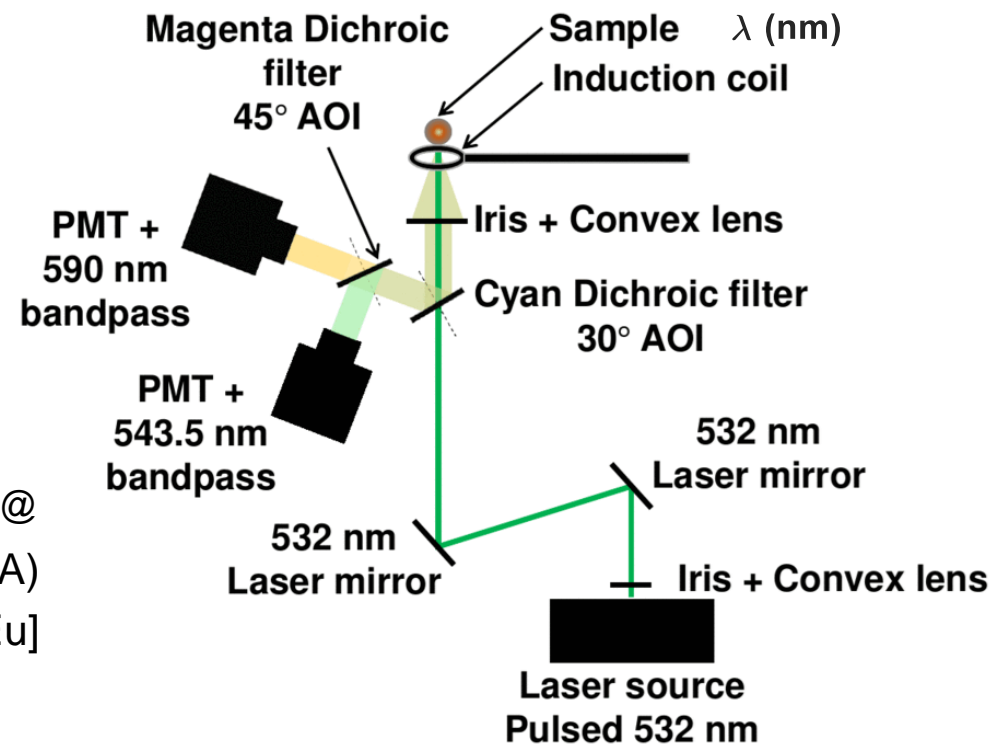 Magenta Dichroic
filter
45° AOI
Sample
λ (nm)
Induction coil
PMT +
590 nm
bandpass
Iris + Convex lens
Cyan Dichroic filter
30° AOI
PMT +
543.5 nm
bandpass
532 nm
Laser mirror
@
A)
532 nm
Laser mirror
Iris + Convex lens
u]
Laser source
Pulsed 532 nm